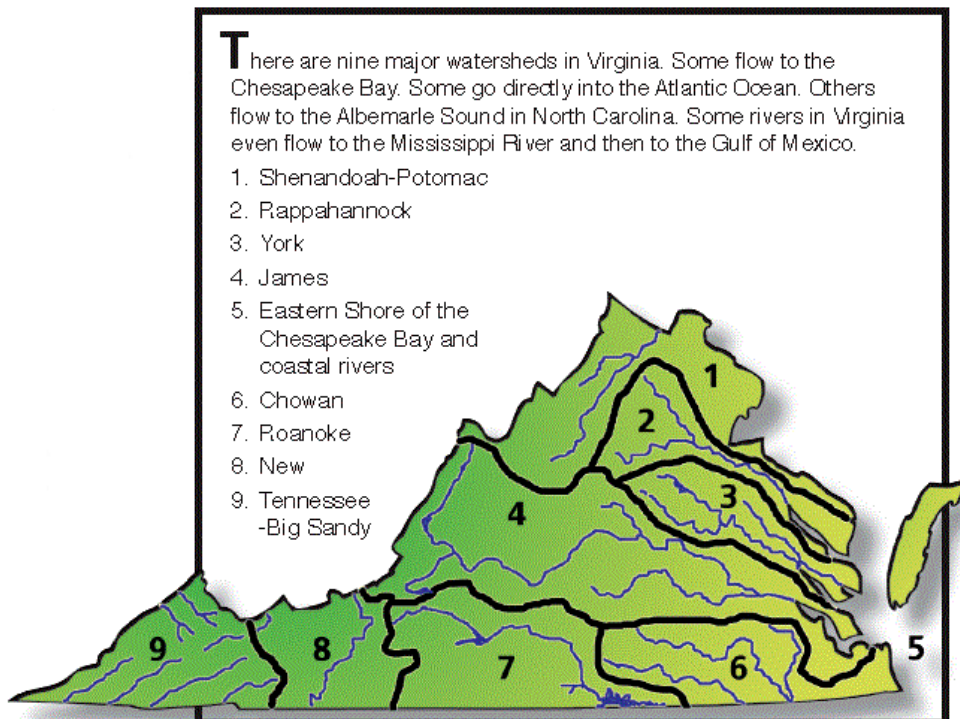 There are nine major watersheds in Virginia. Some flow to the
Chesapeake Bay. Some go directly into the Atlantic Ocean. Others
flow to the Albemarle Sound in North Carolina. Some rivers in Virginia
even flow to the Mississippi River and then to the Gulf of Mexico.
1. Shenandoah-Potomac
2. Rappahannock
3. York
4. James
5. Eastern Shore of the
Chesapeake Bay and
coastal rivers
6. Chowan
7. Roanoke
8. New
9. Tennessee
-Big Sandy
1
2
3
4
5
6
7
8
9